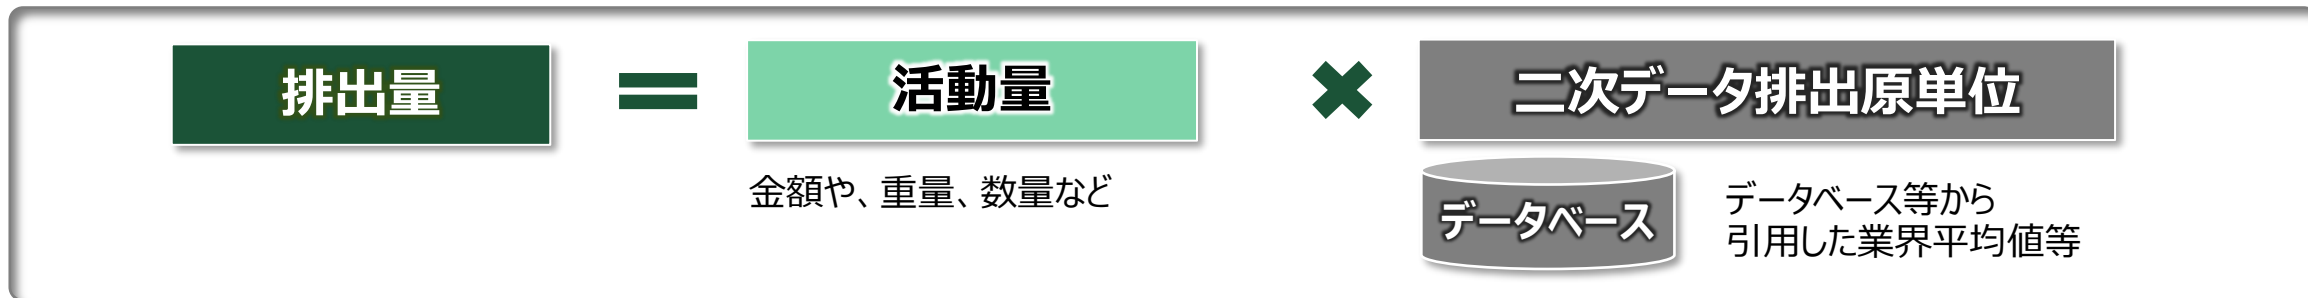 排出量
=
活動量
×
二次データ排出原単位
金額や、重量、数量など
データベース
データベース等から
引用した業界平均値等